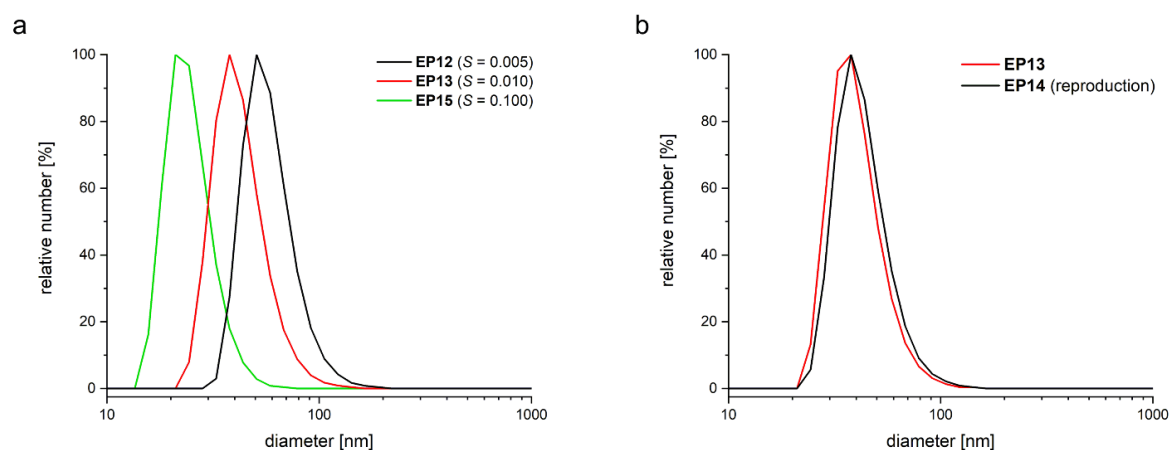 a
100
80
60
40
20
0
relative number [%]
10
100
1000
diameter [nm]
EP12 (S = 0.005)
EP13 (S = 0.010)
EP15 (S = 0.100)
b
100
80
60
40
20
0
relative number [%]
10
100
1000
diameter [nm]
EP13
EP14 (reproduction)